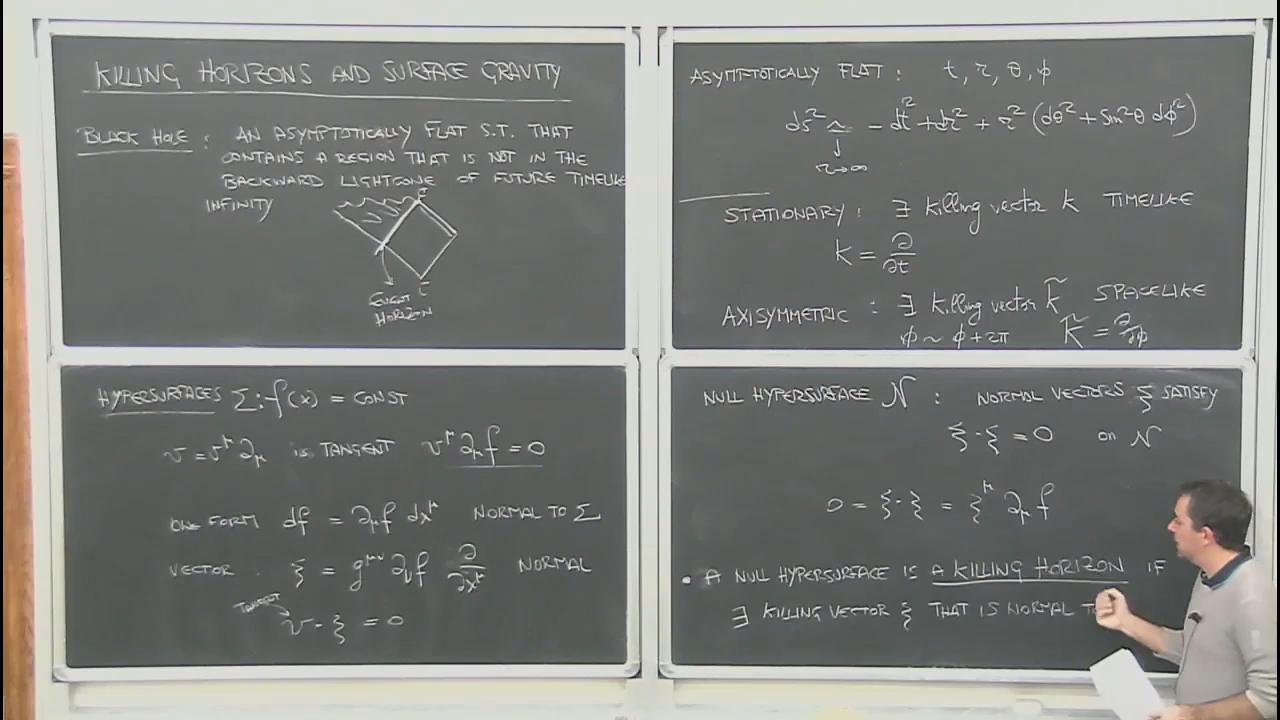 KILLING HORIZONS AND SURFACE GRAVITY
BLACK HOLE : AN ASYMPTOTICALLY FLAT S.T. THAT
CONTAINS A REGION THAT IS NOT IN THE
BACKWARD LIGHTCONE OF FUTURE TIMELIKE
INFINITY
EVENT
HORIZON
ASYMPTOTICALLY FLAT : t, r, θ, ϕ
ds² ≃ -dt² + dr² + r² (dθ² + sin²θ dϕ²)
r→∞
STATIONARY : ∃ killing vector k TIMELIKE
k = ∂/∂t
AXISYMMETRIC : ∃ killing vector k̃ SPACELIKE
ϕ ~ ϕ + 2π k̃ = ∂/∂ϕ
HYPERSURFACES Σ : f(x) = CONST
v = v^μ ∂_μ is TANGENT v^μ ∂_μ f = 0
ONE FORM df = ∂_μ f dx^μ NORMAL TO Σ
VECTOR ξ = g^{μν} ∂_ν f ∂/∂x^μ NORMAL
TANGENT
v · ξ = 0
NULL HYPERSURFACE N : NORMAL VECTORS ξ SATISFY
ξ · ξ = 0 on N
0 = ξ · ξ = ξ^μ ∂_μ f
• A NULL HYPERSURFACE IS A KILLING HORIZON IF
∃ KILLING VECTOR ξ THAT IS NORMAL